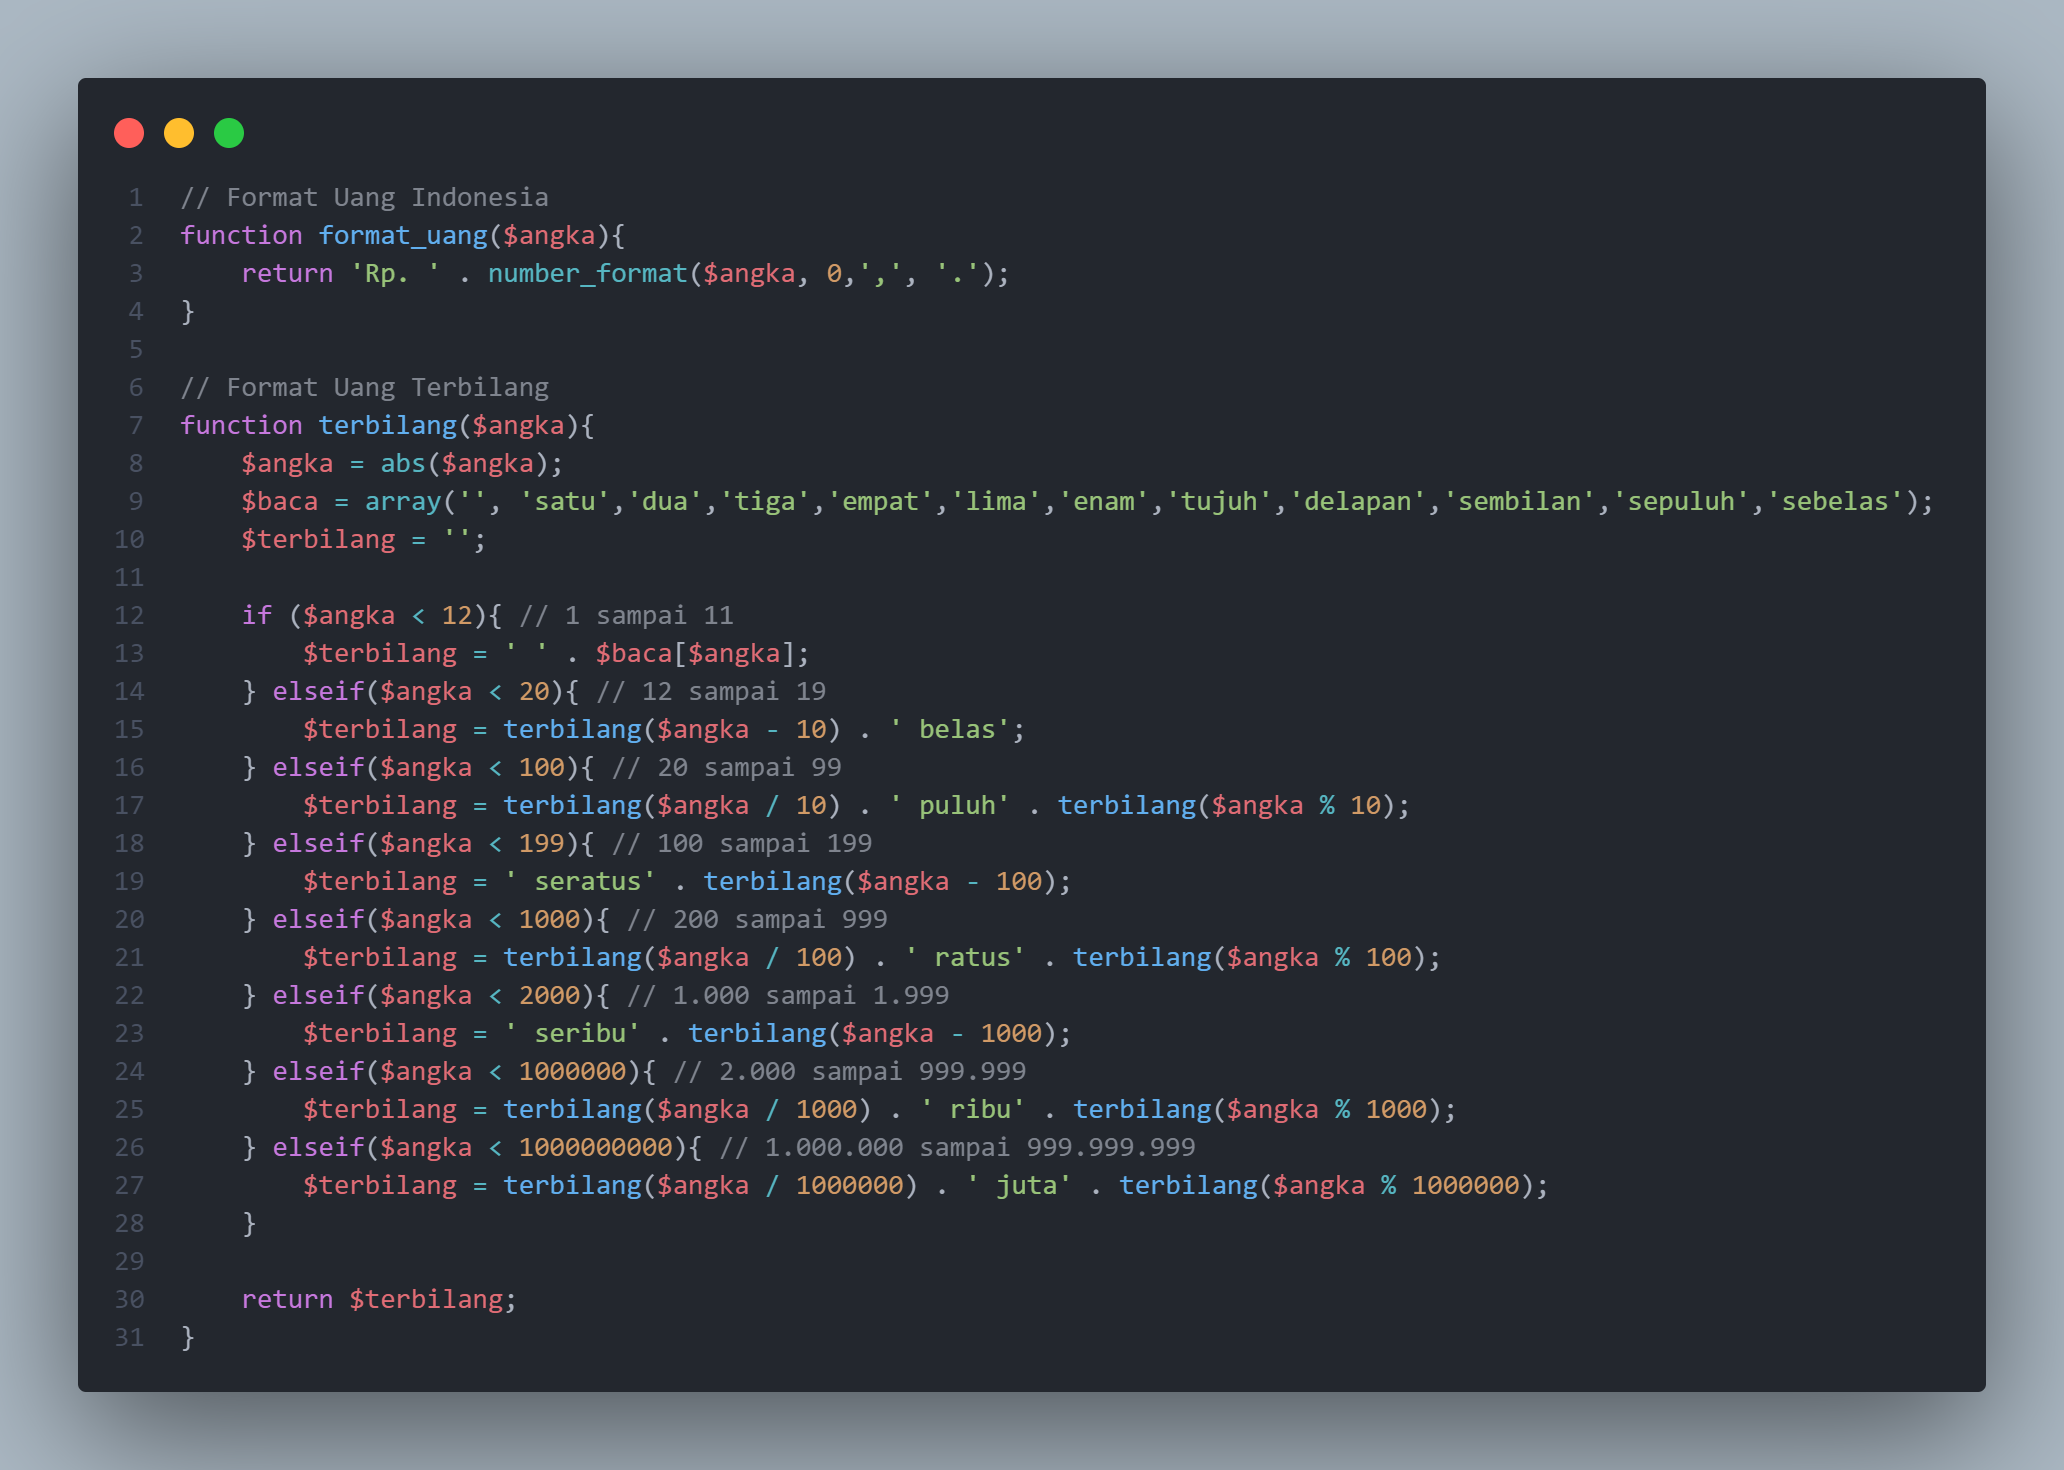 1 // Format Uang Indonesia
2 function format_uang($angka){
3     return 'Rp. ' . number_format($angka, 0,',', '.');
4 }
5
6 // Format Uang Terbilang
7 function terbilang($angka){
8     $angka = abs($angka);
9     $baca = array('', 'satu','dua','tiga','empat','lima','enam','tujuh','delapan','sembilan','sepuluh','sebelas');
10     $terbilang = '';
11
12     if ($angka < 12){ // 1 sampai 11
13         $terbilang = ' ' . $baca[$angka];
14     } elseif($angka < 20){ // 12 sampai 19
15         $terbilang = terbilang($angka - 10) . ' belas';
16     } elseif($angka < 100){ // 20 sampai 99
17         $terbilang = terbilang($angka / 10) . ' puluh' . terbilang($angka % 10);
18     } elseif($angka < 199){ // 100 sampai 199
19         $terbilang = ' seratus' . terbilang($angka - 100);
20     } elseif($angka < 1000){ // 200 sampai 999
21         $terbilang = terbilang($angka / 100) . ' ratus' . terbilang($angka % 100);
22     } elseif($angka < 2000){ // 1.000 sampai 1.999
23         $terbilang = ' seribu' . terbilang($angka - 1000);
24     } elseif($angka < 1000000){ // 2.000 sampai 999.999
25         $terbilang = terbilang($angka / 1000) . ' ribu' . terbilang($angka % 1000);
26     } elseif($angka < 1000000000){ // 1.000.000 sampai 999.999.999
27         $terbilang = terbilang($angka / 1000000) . ' juta' . terbilang($angka % 1000000);
28     }
29
30     return $terbilang;
31 }